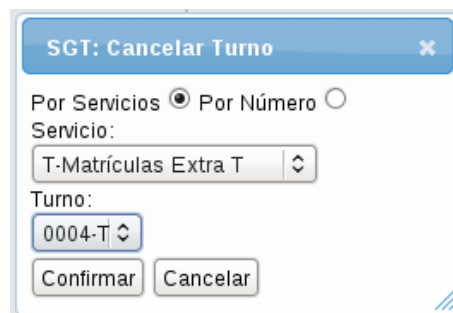 SGT: Cancelar Turno
Por Servicios Por Número
Servicio:
T-Matrículas Extra T
Turno:
0004-T
Confirmar Cancelar